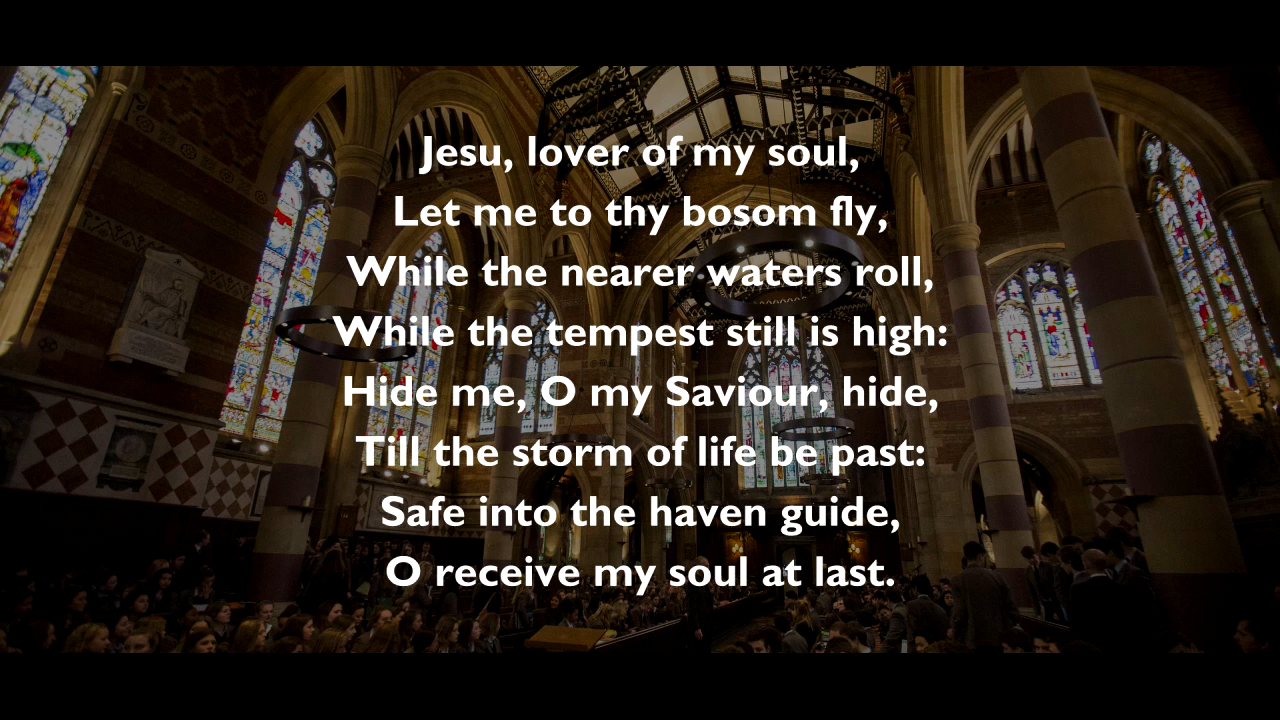 Jesu, lover of my soul,
Let me to thy bosom fly,
While the nearer waters roll,
While the tempest still is high:
Hide me, O my Saviour, hide,
Till the storm of life be past:
Safe into the haven guide,
O receive my soul at last.